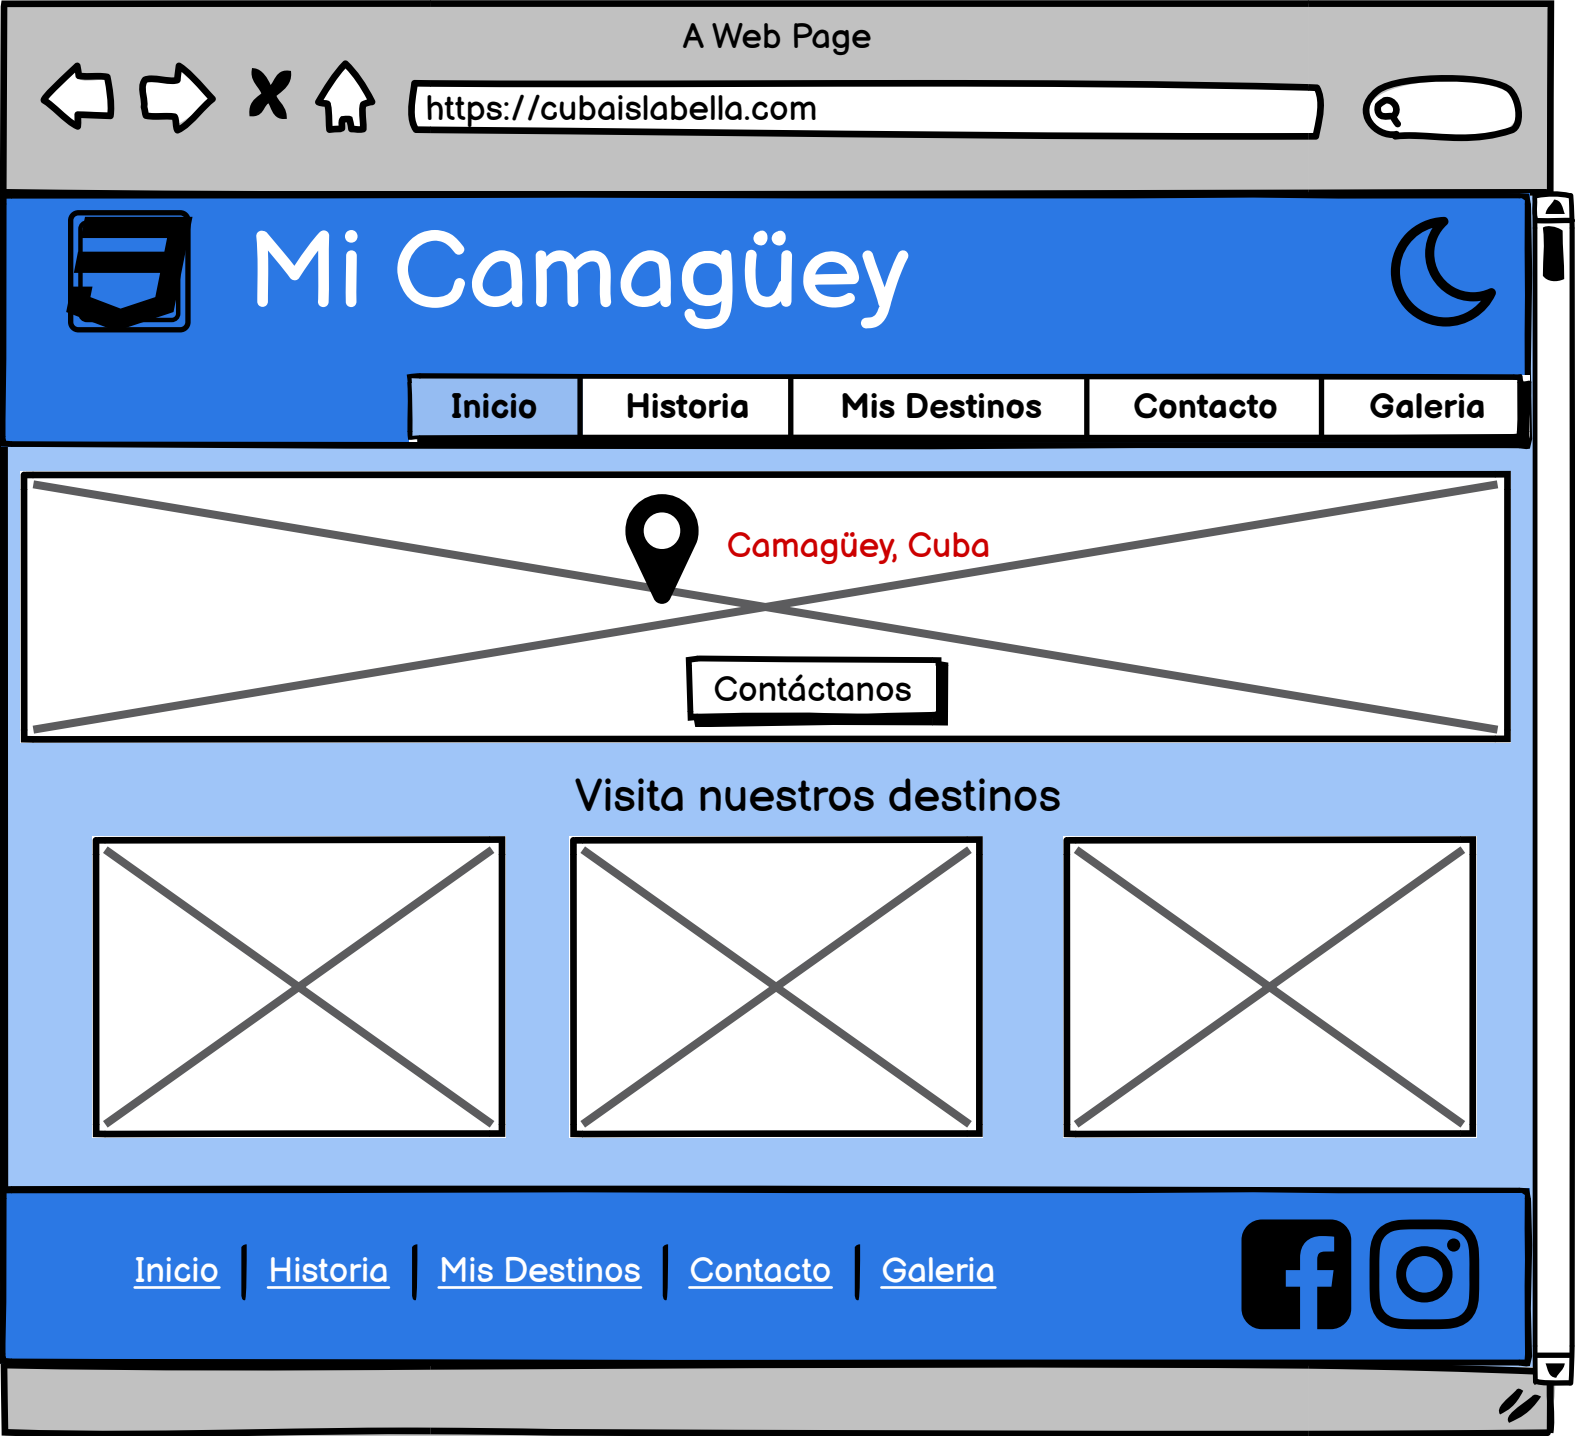 A Web Page
https://cubaislabella.com
Mi Camagüey
Inicio Historia Mis Destinos Contacto Galeria
Camagüey, Cuba
Contáctanos
Visita nuestros destinos
Inicio Historia Mis Destinos Contacto Galeria